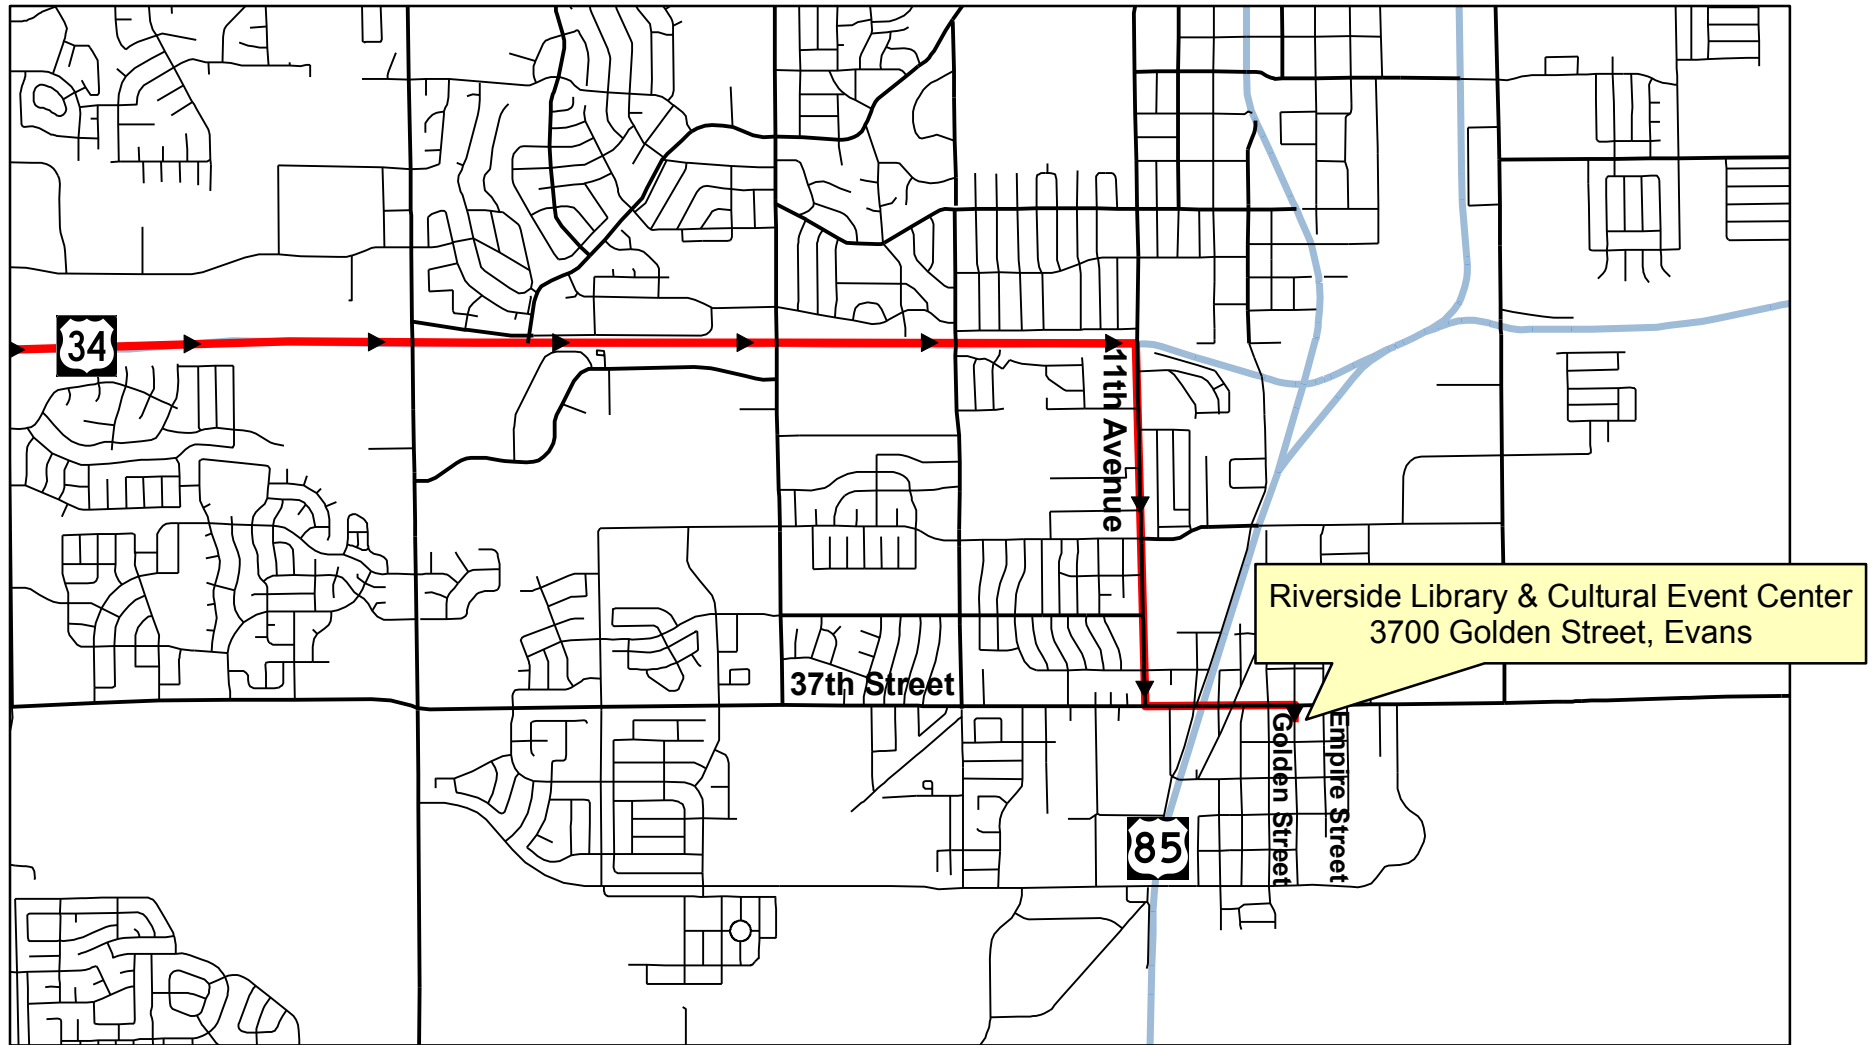 34
11th Avenue
Riverside Library & Cultural Event Center
3700 Golden Street, Evans
37th Street
Golden Street
Empire Street
85